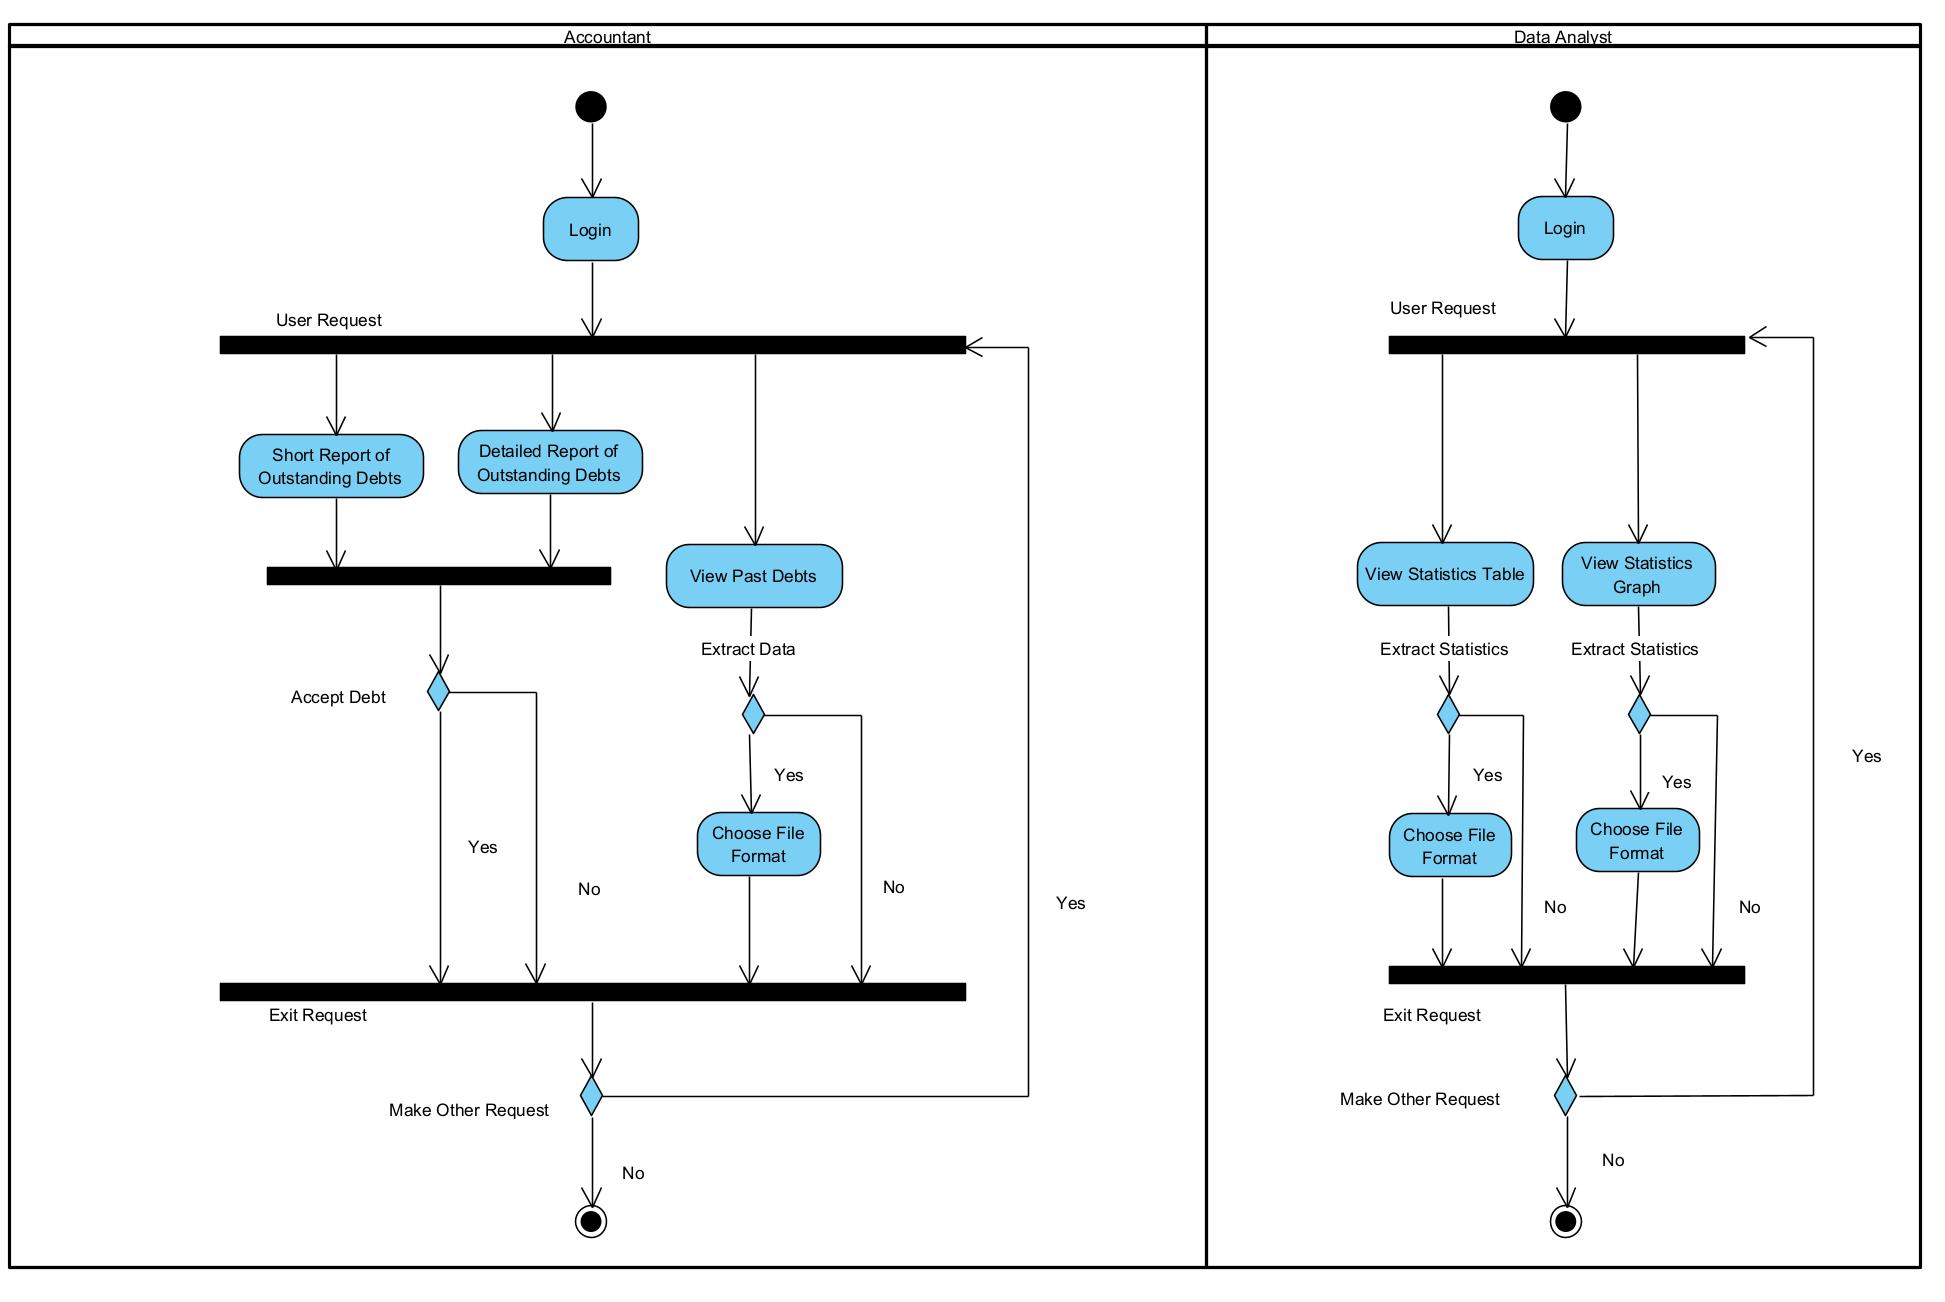 Accountant
Data Analyst
Login
Login
User Request
User Request
Short Report of
Outstanding Debts
Detailed Report of
Outstanding Debts
View Past Debts
View Statistics Table
View Statistics
Graph
Extract Data
Extract Statistics
Extract Statistics
Accept Debt
Yes
Yes
Yes
Yes
Choose File
Format
Choose File
Format
Choose File
Format
Yes
No
No
Yes
No
No
Exit Request
Exit Request
Make Other Request
Make Other Request
No
No